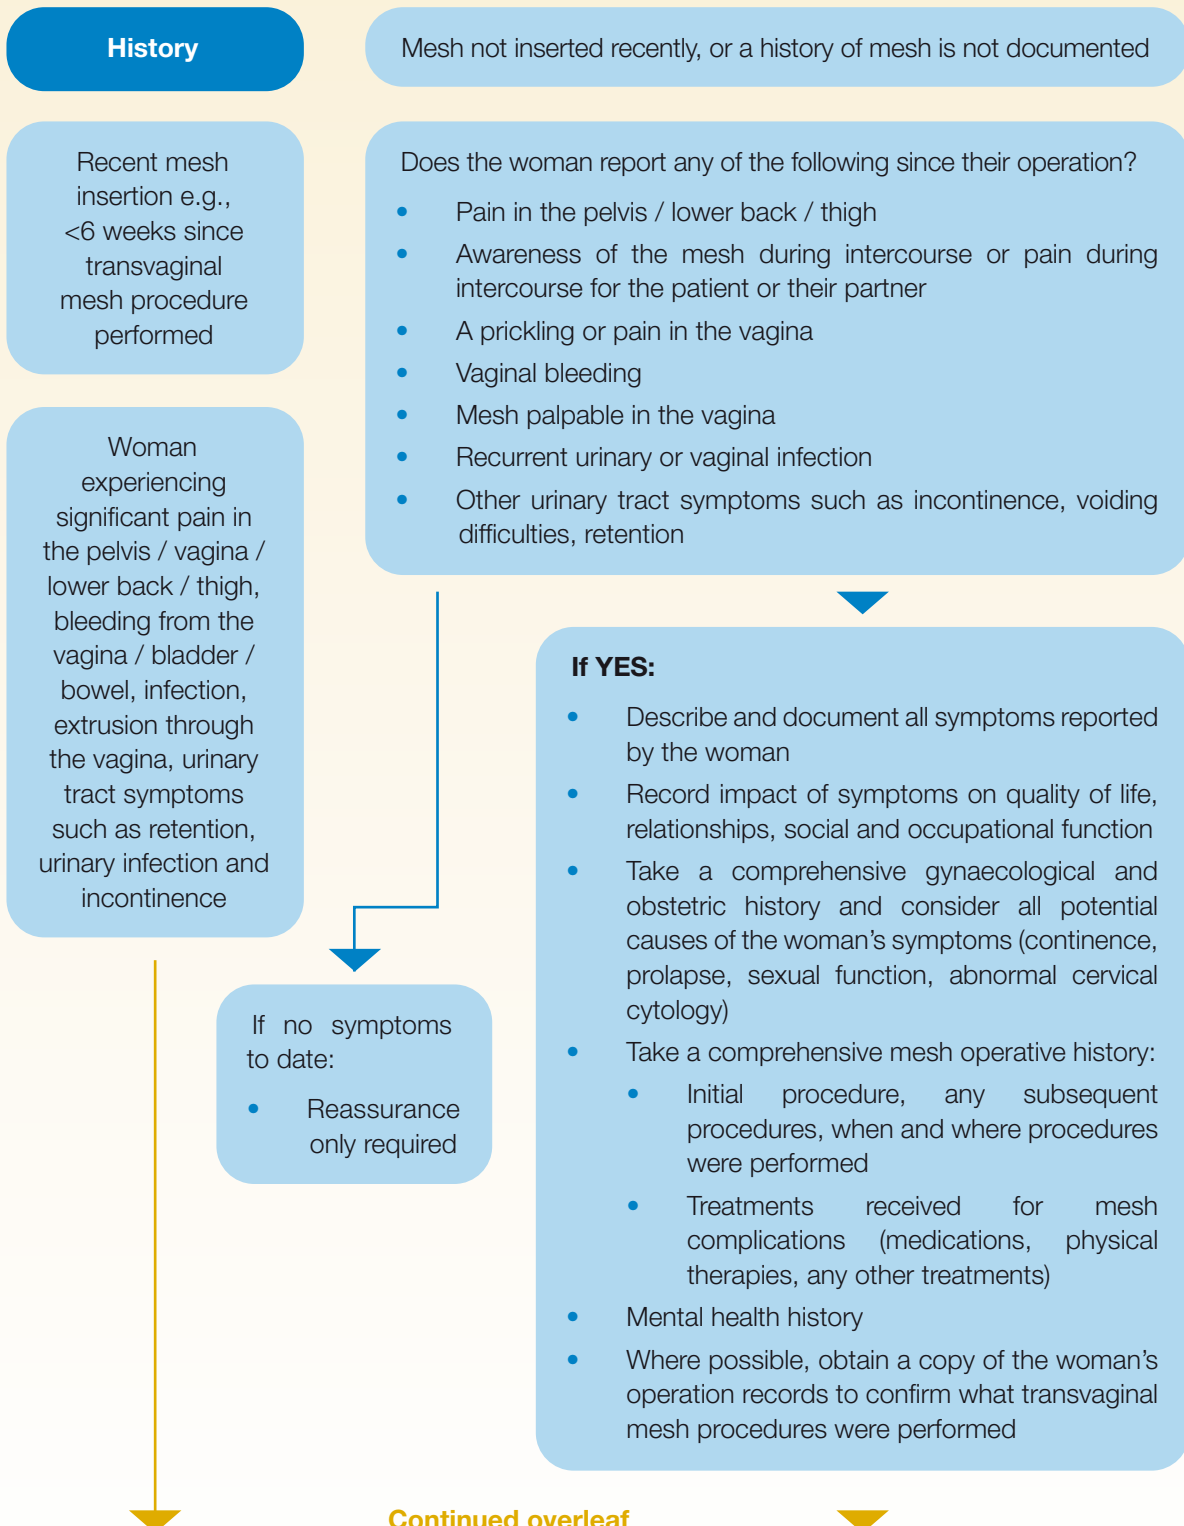 History
Mesh not inserted recently, or a history of mesh is not documented
Recent mesh
insertion e.g.,
<6 weeks since
transvaginal
mesh procedure
performed
Does the woman report any of the following since their operation?
• Pain in the pelvis / lower back / thigh
• Awareness of the mesh during intercourse or pain during
intercourse for the patient or their partner
• A prickling or pain in the vagina
• Vaginal bleeding
• Mesh palpable in the vagina
• Recurrent urinary or vaginal infection
• Other urinary tract symptoms such as incontinence, voiding
difficulties, retention
Woman
experiencing
significant pain in
the pelvis / vagina /
lower back / thigh,
bleeding from the
vagina / bladder /
bowel, infection,
extrusion through
the vagina, urinary
tract symptoms
such as retention,
urinary infection and
incontinence
If no symptoms
to date:
• Reassurance
only required
If YES:
• Describe and document all symptoms reported
by the woman
• Record impact of symptoms on quality of life,
relationships, social and occupational function
• Take a comprehensive gynaecological and
obstetric history and consider all potential
causes of the woman’s symptoms (continence,
prolapse, sexual function, abnormal cervical
cytology)
• Take a comprehensive mesh operative history:
• Initial procedure, any subsequent
procedures, when and where procedures
were performed
• Treatments received for mesh
complications (medications, physical
therapies, any other treatments)
• Mental health history
• Where possible, obtain a copy of the woman’s
operation records to confirm what transvaginal
mesh procedures were performed
Continued overleaf